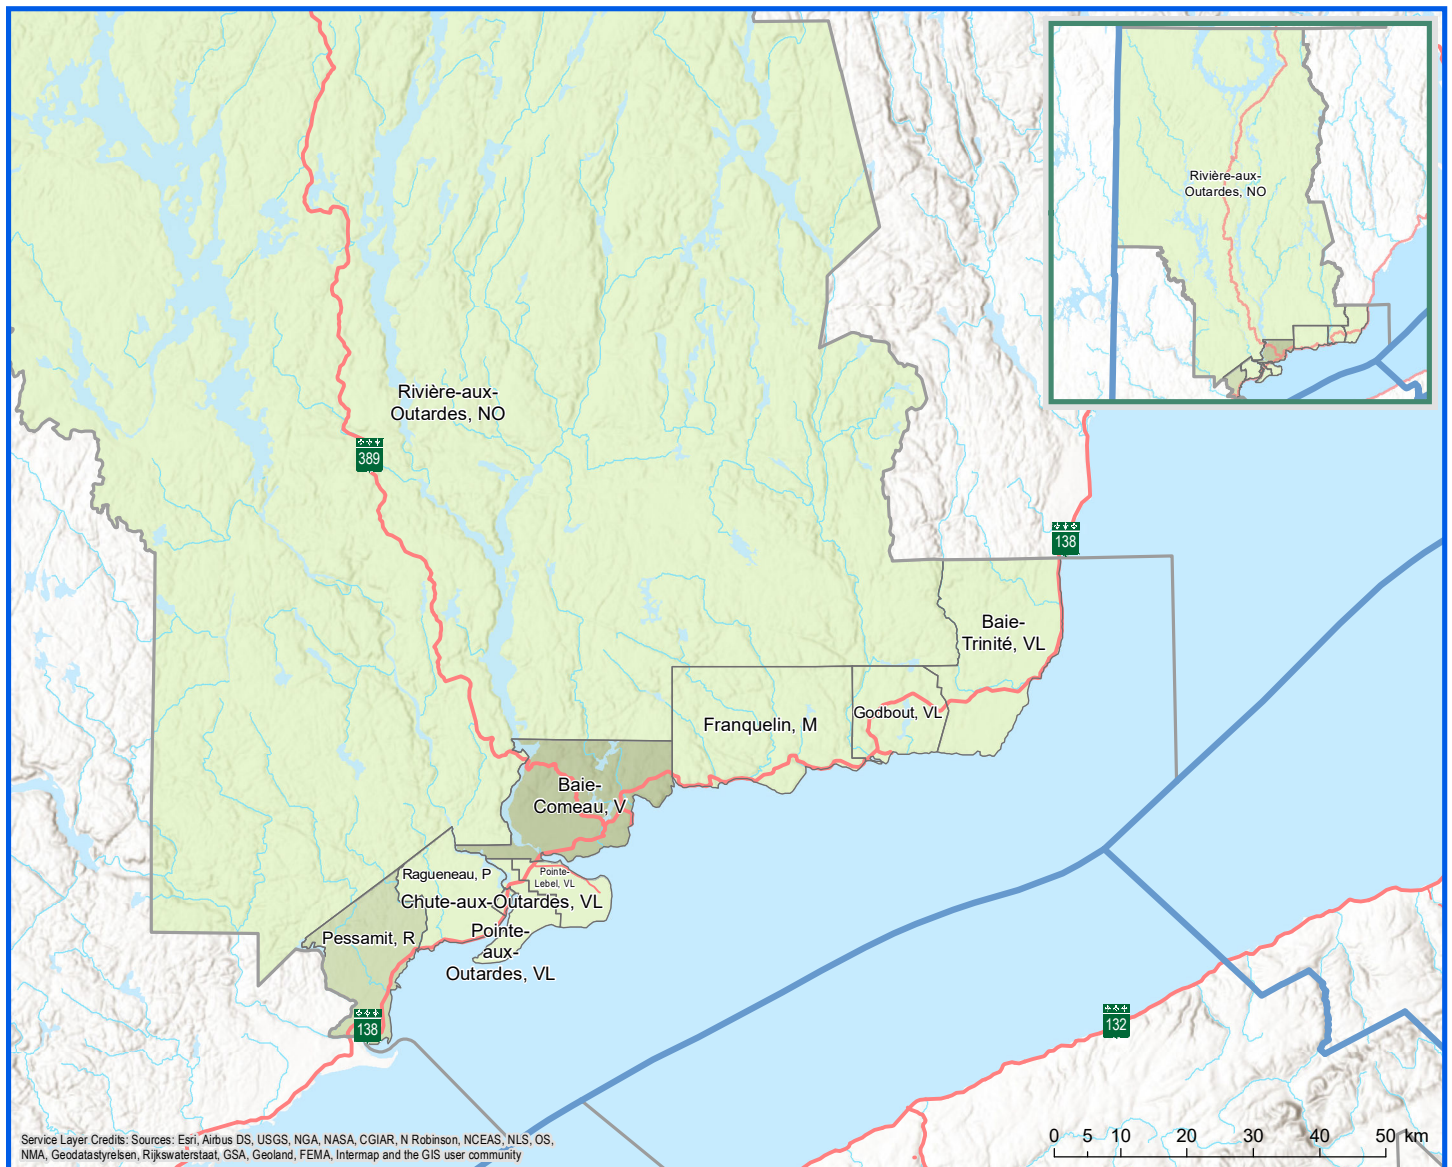 Rivière-aux-
Outardes, NO
Rivière-aux-
Outardes, NO
389
138
Baie-
Trinité, VL
Franquelin, M
Godbout, VL
Baie-
Comeau, V
Ragueneau, P
Pointe-
Lebel, VL
Chute-aux-Outardes, VL
Pessamit, R
Pointe-
aux-
Outardes, VL
138
132
0 5 10 20 30 40 50 km
Service Layer Credits: Sources: Esri, Airbus DS, USGS, NGA, NASA, CGIAR, N Robinson, NCEAS, NLS, OS,
NMA, Geodatastyrelsen, Rijkswaterstaat, GSA, Geoland, FEMA, Intermap and the GIS user community